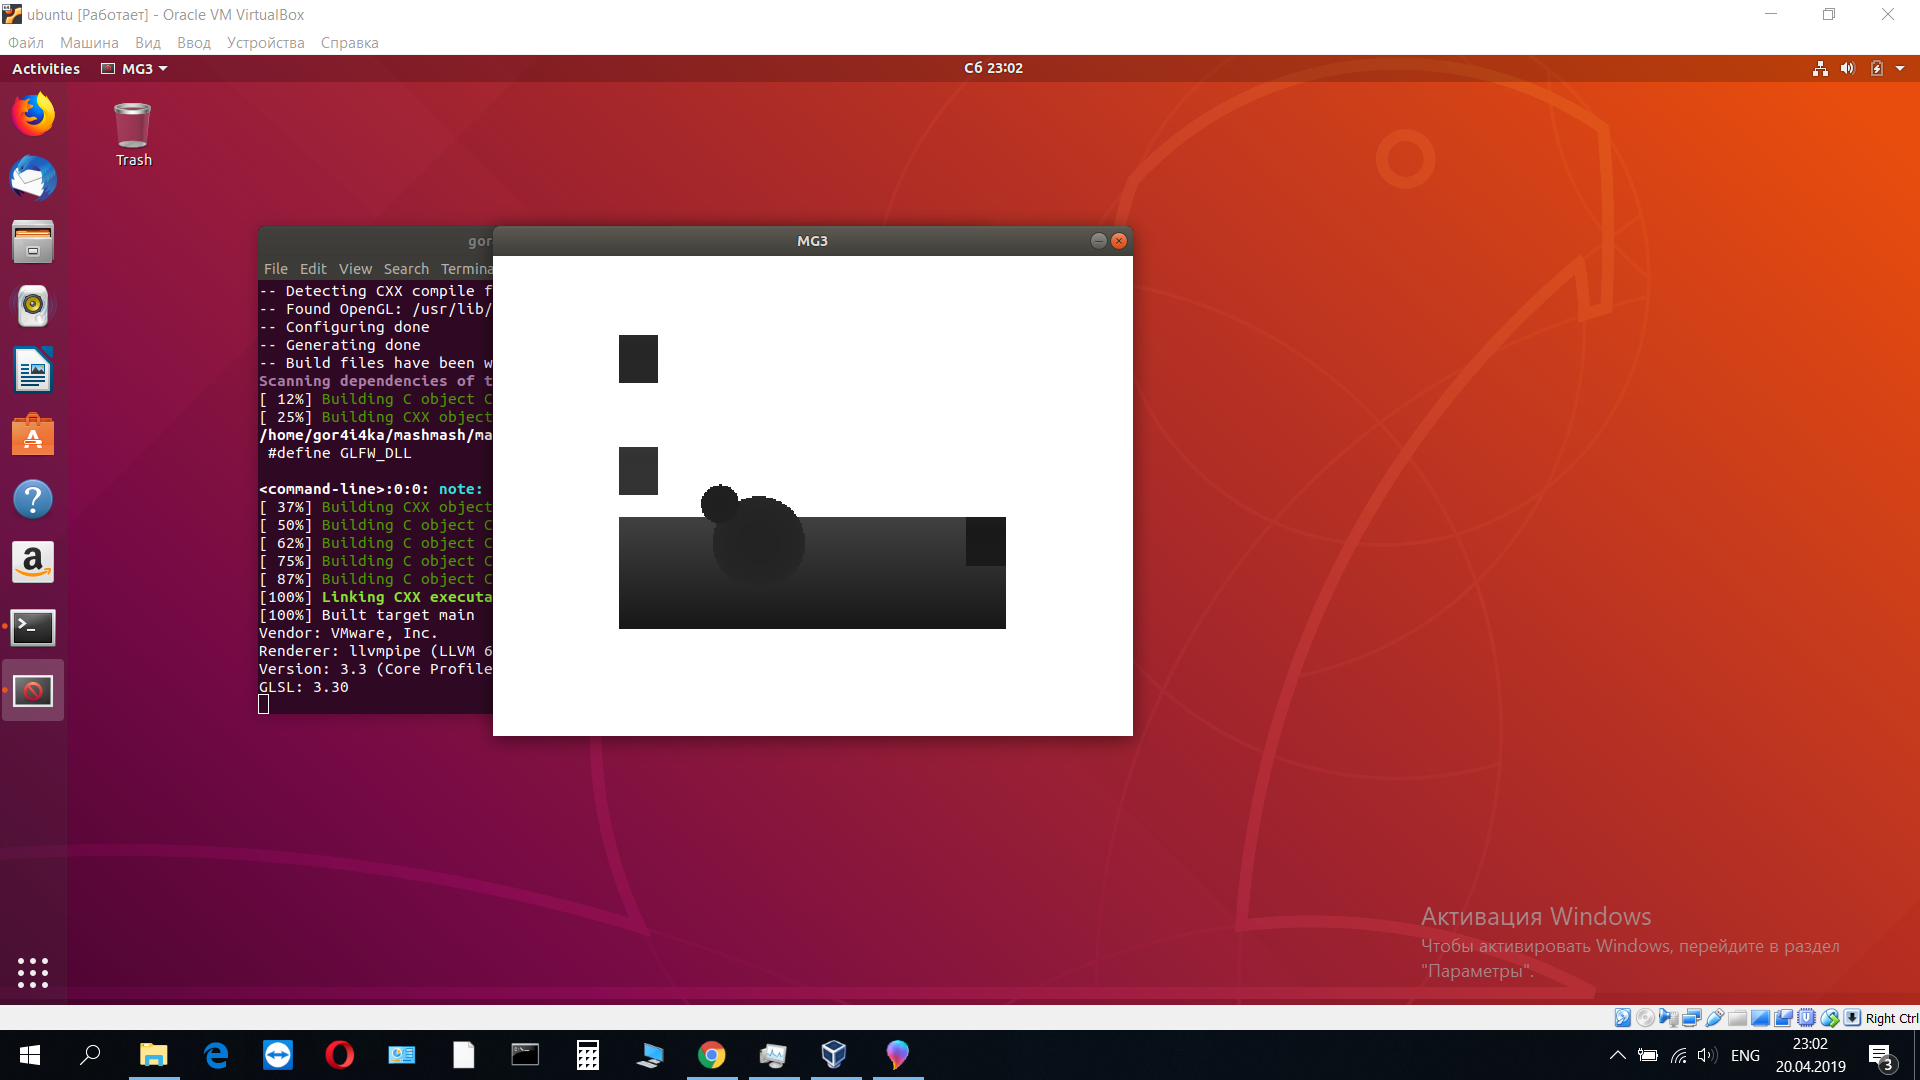 ubuntu [Работает] - Oracle VM VirtualBox
Файл Машина Вид Ввод Устройства Справка
Activities MG3 Сб 23:02
Trash
MG3
File Edit View Search
-- Detecting CXX compile
-- Found OpenGL: /usr/lib/
-- Configuring done
-- Generating done
-- Build files have been
Scanning dependencies of
[ 12%] Building C object
[ 25%] Building CXX object
/home/gor4i4ka/mashmash/ma
#define GLFW_DLL
<command-line>:0:0: note:
[ 37%] Building CXX object
[ 50%] Building C object
[ 62%] Building C object
[ 75%] Building C object
[ 87%] Building C object
[100%] Linking CXX executa
[100%] Built target main
Vendor: VMware, Inc.
Renderer: llvmpipe (LLVM 6
Version: 3.3 (Core Profile
GLSL: 3.30
Активация Windows
Чтобы активировать Windows, перейдите в раздел
"Параметры".
Right Ctrl
ENG
23:02
20.04.2019
3